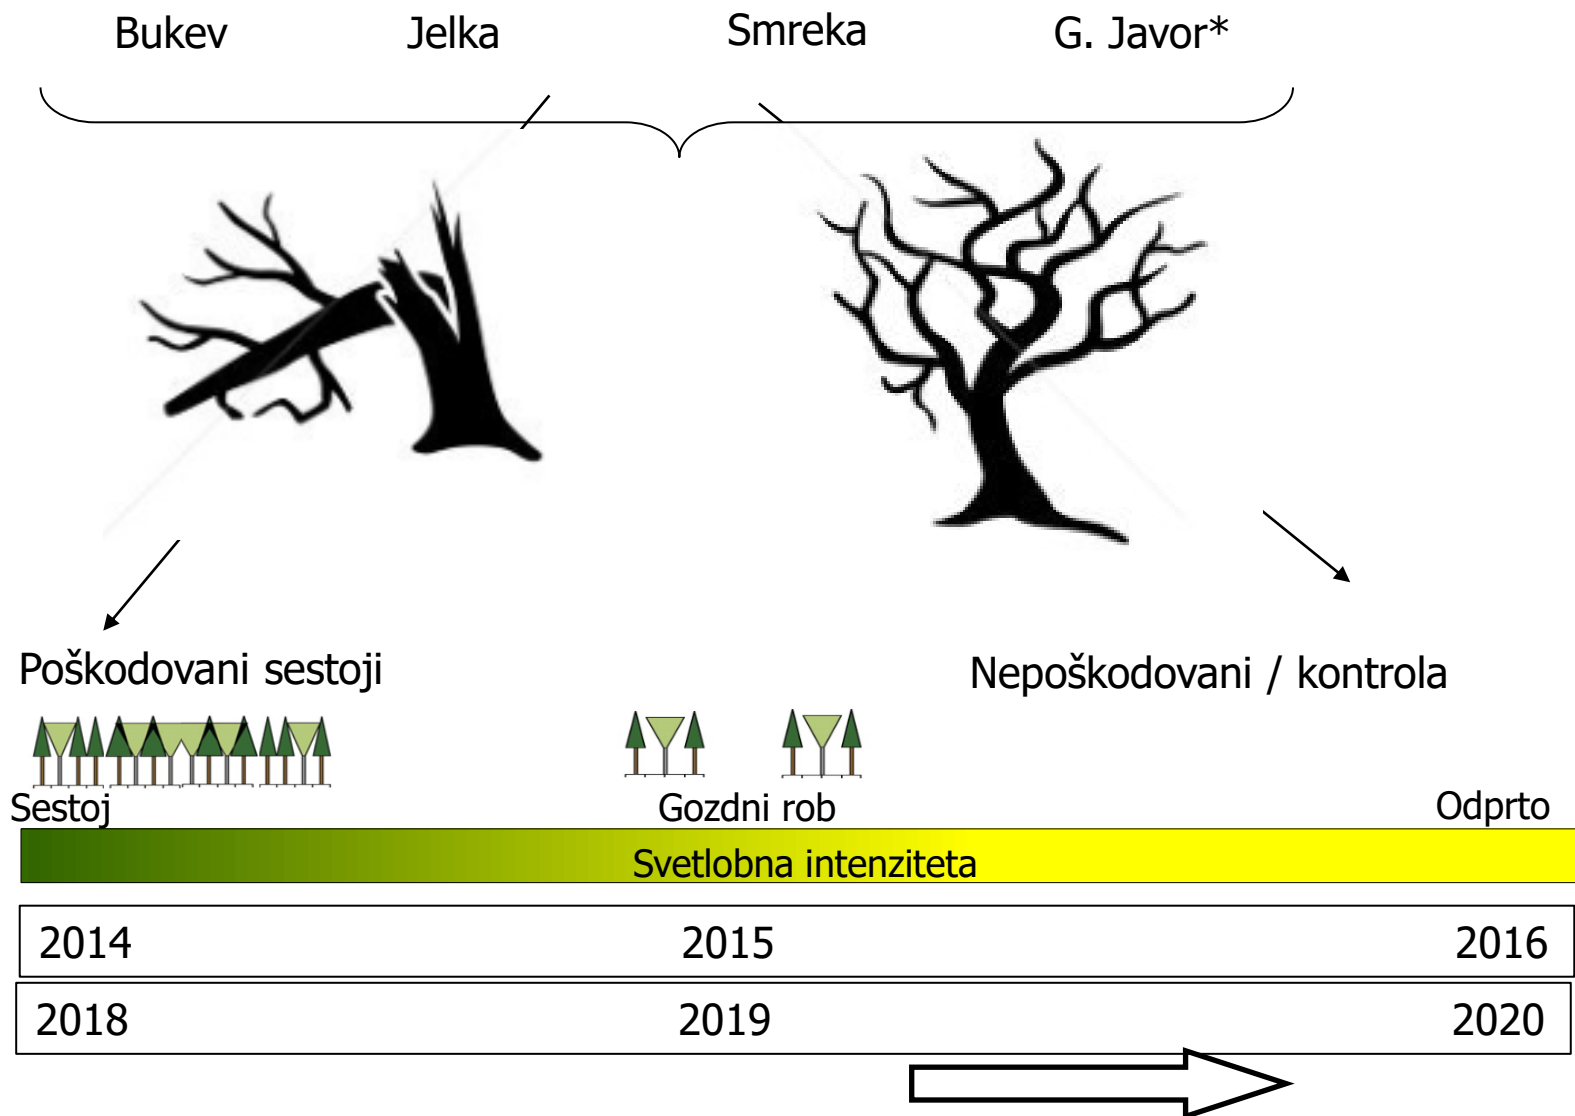 Bukev Jelka Smreka G. Javor*
Poškodovani sestoji
Nepoškodovani / kontrola
Sestoj Gozdni rob Odprto
Svetlobna intenziteta
2014 2015 2016
2018 2019 2020